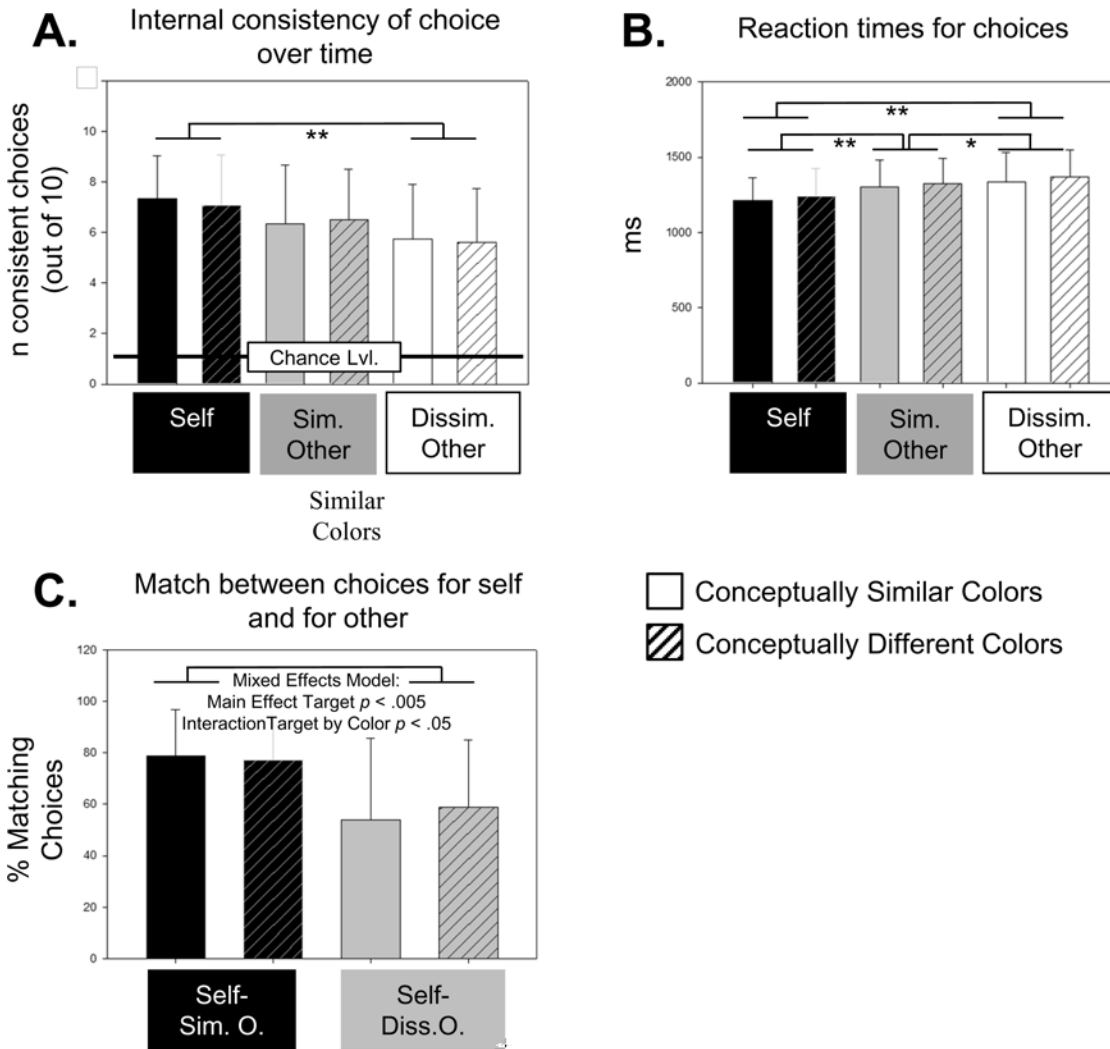 A.
Internal consistency of choice
over time
n consistent choices
(out of 10)
10
8
6
4
2
0
**
Chance Lvl.
Self
Sim.
Other
Dissim.
Other
Similar
Colors
B.
Reaction times for choices
ms
2000
1500
1000
500
0
**
**
*
Self
Sim.
Other
Dissim.
Other
C.
Match between choices for self
and for other
% Matching
Choices
120
100
80
60
40
20
0
Mixed Effects Model:
Main Effect Target p < .005
InteractionTarget by Color p < .05
Self-
Sim. O.
Self-
Diss.O.
Conceptually Similar Colors
Conceptually Different Colors